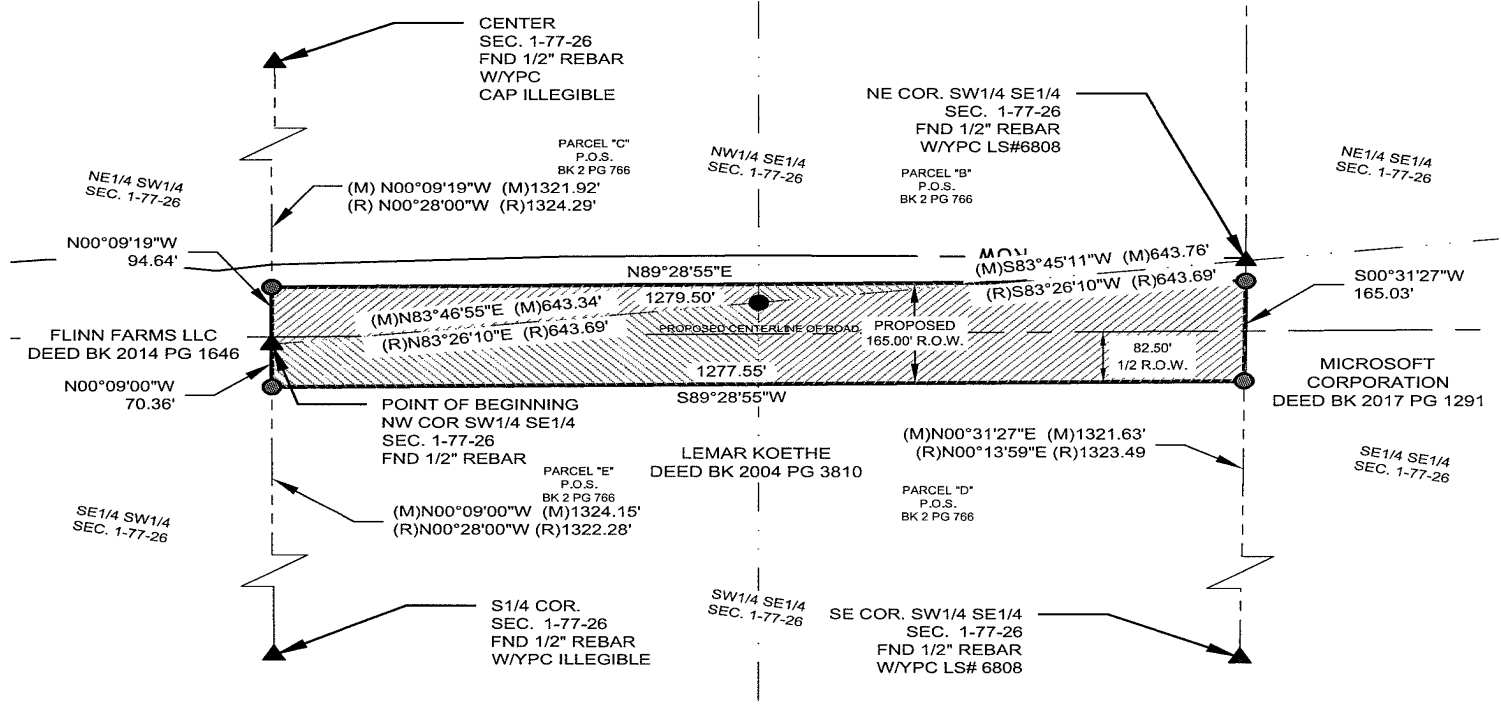 CENTER
SEC. 1-77-26
FND 1/2" REBAR
W/YPC
CAP ILLEGIBLE
NE COR. SW1/4 SE1/4
SEC. 1-77-26
FND 1/2" REBAR
W/YPC LS#6808
PARCEL "C"
P.O.S.
BK 2 PG 766
NW1/4 SE1/4
SEC. 1-77-26
PARCEL "B"
P.O.S.
BK 2 PG 766
NE1/4 SW1/4
SEC. 1-77-26
NE1/4 SE1/4
SEC. 1-77-26
(M) N00°09'19"W (M)1321.92'
(R) N00°28'00"W (R)1324.29'
N00°09'19"W
94.64'
N89°28'55"E
1279.50'
(M)S83°45'11"W (M)643.76'
(R)S83°26'10"W (R)643.69'
S00°31'27"W
165.03'
(M)N83°46'55"E (M)643.34'
(R)N83°26'10"E (R)643.69'
PROPOSED CENTERLINE OF ROAD
PROPOSED
165.00' R.O.W.
82.50'
1/2 R.O.W.
FLINN FARMS LLC
DEED BK 2014 PG 1646
N00°09'00"W
70.36'
1277.55'
S89°28'55"W
MICROSOFT
CORPORATION
DEED BK 2017 PG 1291
POINT OF BEGINNING
NW COR SW1/4 SE1/4
SEC. 1-77-26
FND 1/2" REBAR
LEMAR KOETHE
DEED BK 2004 PG 3810
(M)N00°31'27"E (M)1321.63'
(R)N00°13'59"E (R)1323.49
PARCEL "E"
P.O.S.
BK 2 PG 766
PARCEL "D"
P.O.S.
BK 2 PG 766
SE1/4 SE1/4
SEC. 1-77-26
SE1/4 SW1/4
SEC. 1-77-26
(M)N00°09'00"W (M)1324.15'
(R)N00°28'00"W (R)1322.28'
S1/4 COR.
SEC. 1-77-26
FND 1/2" REBAR
W/YPC ILLEGIBLE
SW1/4 SE1/4
SEC. 1-77-26
SE COR. SW1/4 SE1/4
SEC. 1-77-26
FND 1/2" REBAR
W/YPC LS# 6808